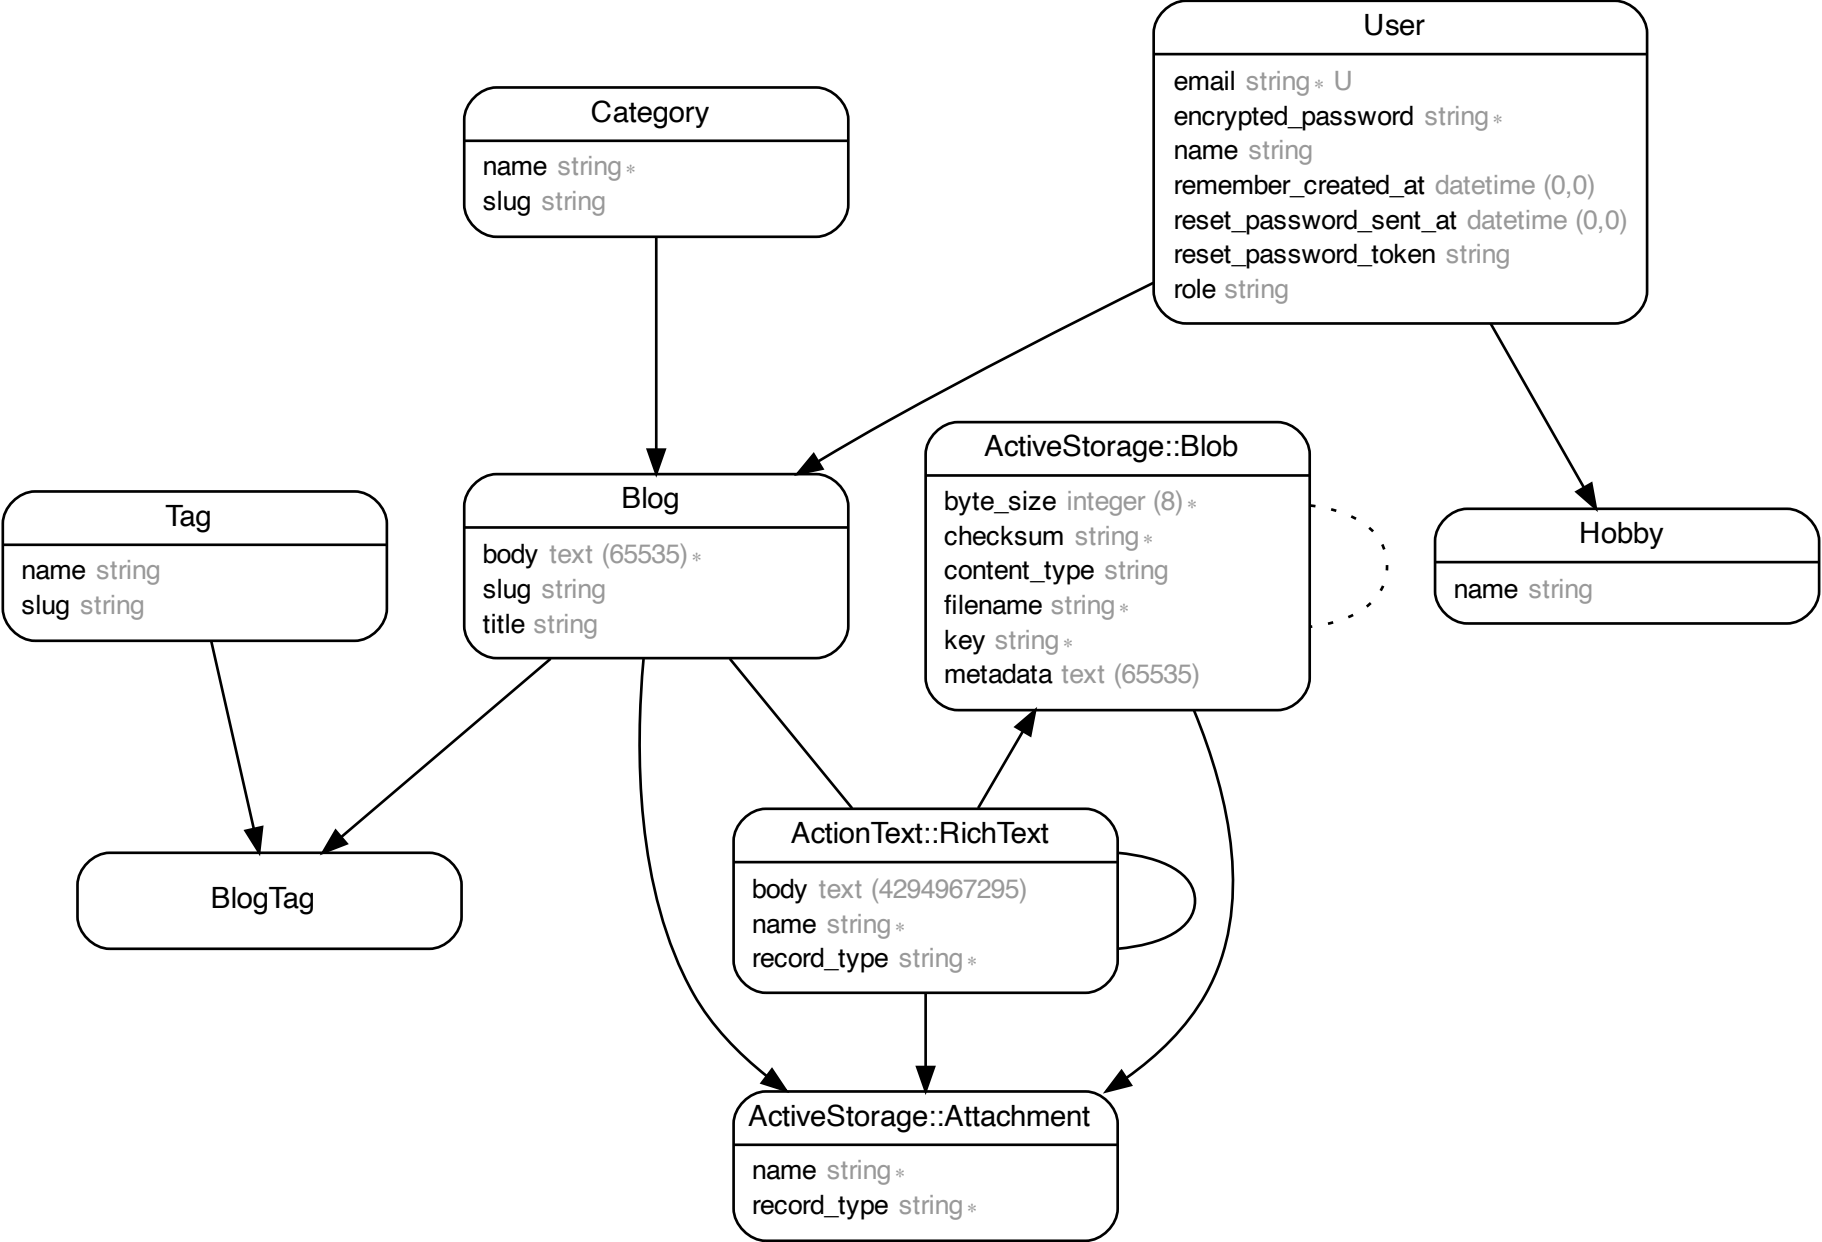 User
email string* U
encrypted_password string*
name string
remember_created_at datetime (0,0)
reset_password_sent_at datetime (0,0)
reset_password_token string
role string
Category
name string*
slug string
ActiveStorage::Blob
byte_size integer (8)*
checksum string*
content_type string
filename string*
key string*
metadata text (65535)
Blog
body text (65535)*
slug string
title string
Tag
name string
slug string
Hobby
name string
ActionText::RichText
body text (4294967295)
name string*
record_type string*
BlogTag
ActiveStorage::Attachment
name string*
record_type string*